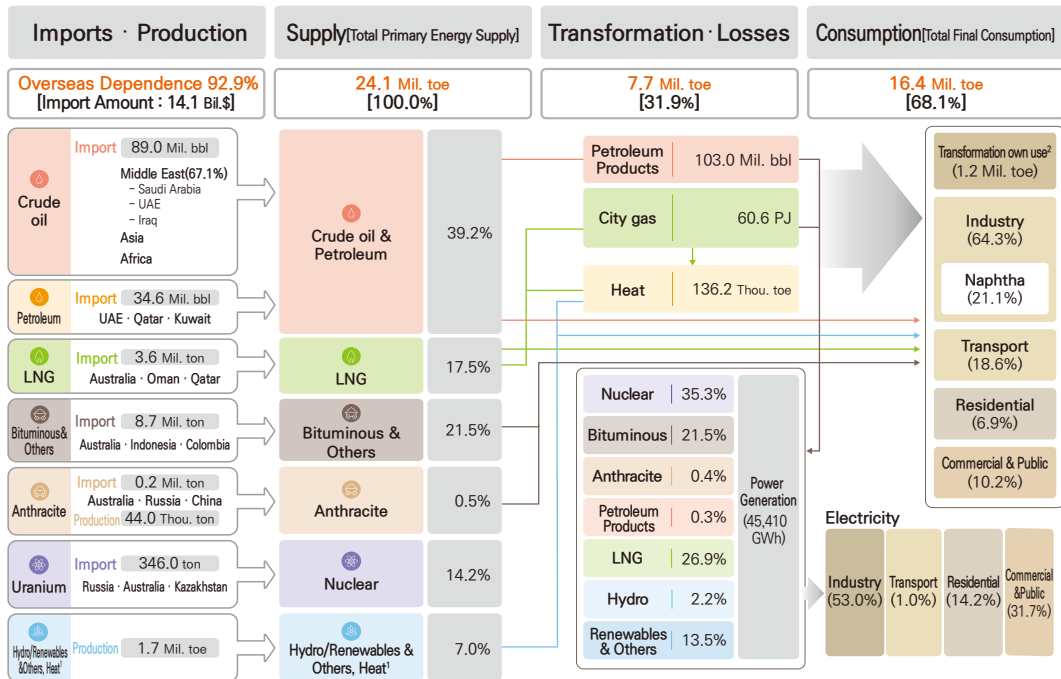 Imports · Production
Supply[Total Primary Energy Supply]
Transformation · Losses
Consumption[Total Final Consumption]
Overseas Dependence 92.9%
[Import Amount : 14.1 Bil.$]
24.1 Mil. toe
[100.0%]
7.7 Mil. toe
[31.9%]
16.4 Mil. toe
[68.1%]
Crude
oil
Import 89.0 Mil. bbl
Middle East(67.1%)
– Saudi Arabia
– UAE
– Iraq
Asia
Africa
Petroleum
Import 34.6 Mil. bbl
UAE · Qatar · Kuwait
LNG
Import 3.6 Mil. ton
Australia · Oman · Qatar
Bituminous&
Others
Import 8.7 Mil. ton
Australia · Indonesia · Colombia
Anthracite
Import 0.2 Mil. ton
Australia · Russia · China
Production 44.0 Thou. ton
Uranium
Import 346.0 ton
Russia · Australia · Kazakhstan
Hydro/Renewables
&Others, Heat¹
Production 1.7 Mil. toe
Crude oil &
Petroleum
39.2%
LNG
17.5%
Bituminous &
Others
21.5%
Anthracite
0.5%
Nuclear
14.2%
Hydro/Renewables &
Others, Heat¹
7.0%
Petroleum
Products
103.0 Mil. bbl
City gas
60.6 PJ
Heat
136.2 Thou. toe
Nuclear 35.3%
Bituminous 21.5%
Anthracite 0.4%
Petroleum
Products
0.3%
LNG 26.9%
Hydro 2.2%
Renewables
& Others
13.5%
Power
Generation
(45,410
GWh)
Transformation own use²
(1.2 Mil. toe)
Industry
(64.3%)
Naphtha
(21.1%)
Transport
(18.6%)
Residential
(6.9%)
Commercial & Public
(10.2%)
Electricity
Industry
(53.0%)
Transport
(1.0%)
Residential
(14.2%)
Commercial
&Public
(31.7%)